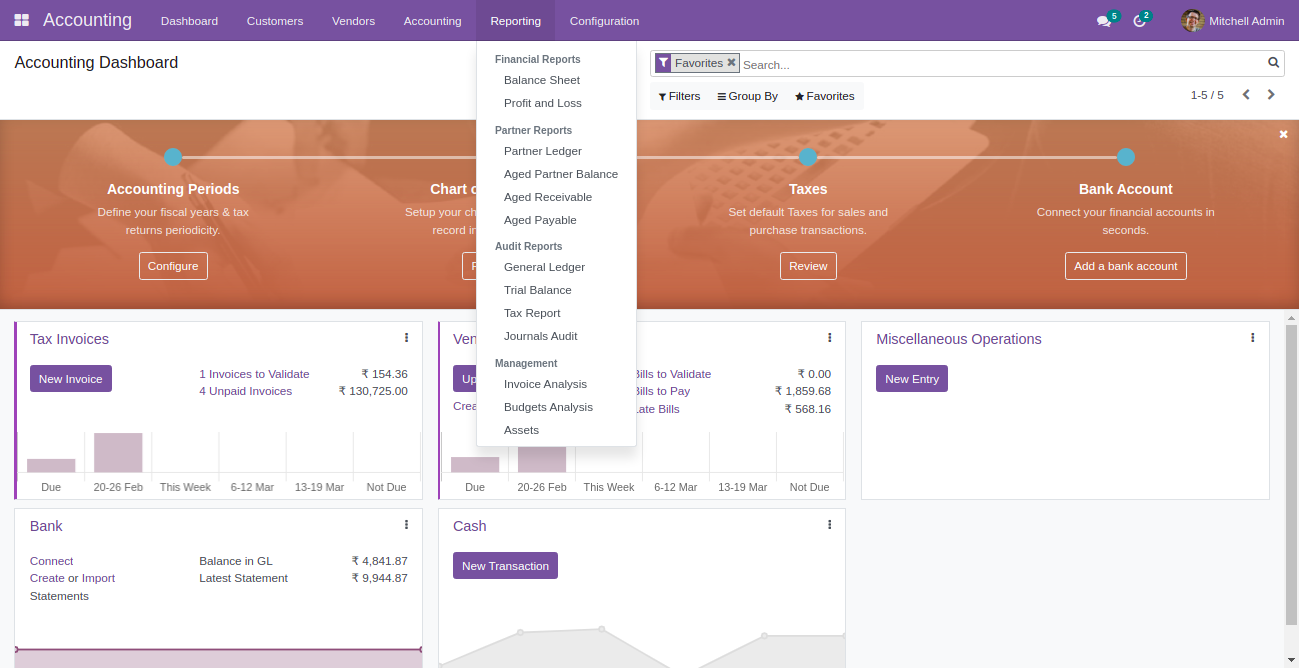 Accounting Dashboard Customers Vendors Accounting Reporting Configuration 5 2 Mitchell Admin
Accounting Dashboard
Favorites Search...
Filters Group By Favorites 1-5 / 5
Financial Reports
Balance Sheet
Profit and Loss
Partner Reports
Partner Ledger
Aged Partner Balance
Aged Receivable
Aged Payable
Audit Reports
General Ledger
Trial Balance
Tax Report
Journals Audit
Management
Invoice Analysis
Budgets Analysis
Assets
Accounting Periods
Define your fiscal years & tax
returns periodicity.
Configure
Chart o
Setup your ch
record in
Taxes
Set default Taxes for sales and
purchase transactions.
Review
Bank Account
Connect your financial accounts in
seconds.
Add a bank account
Tax Invoices
New Invoice
1 Invoices to Validate ₹ 154.36
4 Unpaid Invoices ₹ 130,725.00
Due 20-26 Feb This Week 6-12 Mar 13-19 Mar Not Due
Ven
Up
Crea
Bills to Validate ₹ 0.00
Bills to Pay ₹ 1,859.68
Late Bills ₹ 568.16
Due 20-26 Feb This Week 6-12 Mar 13-19 Mar Not Due
Miscellaneous Operations
New Entry
Bank
Connect
Create or Import
Statements
Balance in GL ₹ 4,841.87
Latest Statement ₹ 9,944.87
Cash
New Transaction